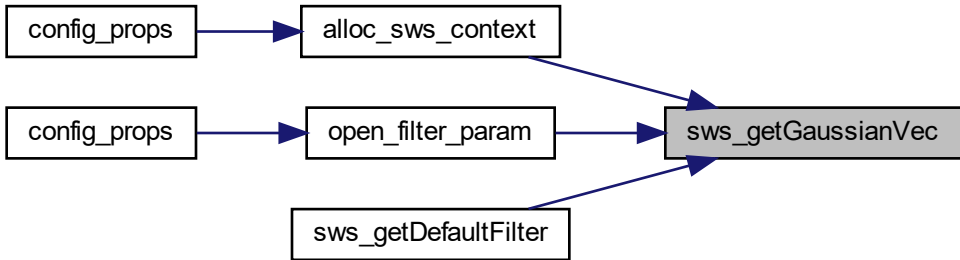 config_props
alloc_sws_context
config_props
open_filter_param
sws_getGaussianVec
sws_getDefaultFilter